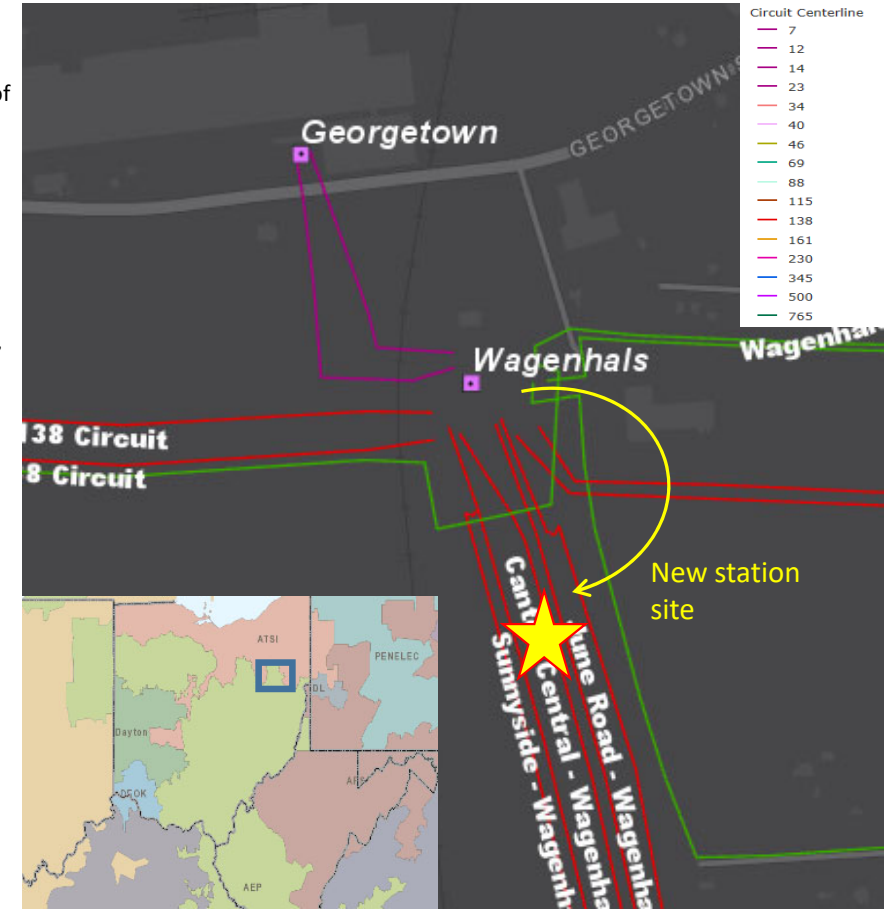 of
Circuit Centerline
7
12
14
23
34
40
46
69
88
115
138
161
230
345
500
765
Georgetown
GEORGETOWN
Wagenhals
Wagenhal
138 Circuit
8 Circuit
New station
site
Sunnyside - Wagenh
Central - Wagenha
June Road - Wagenha
ATSI
PENELEC
Dayton
DEOK
AEP